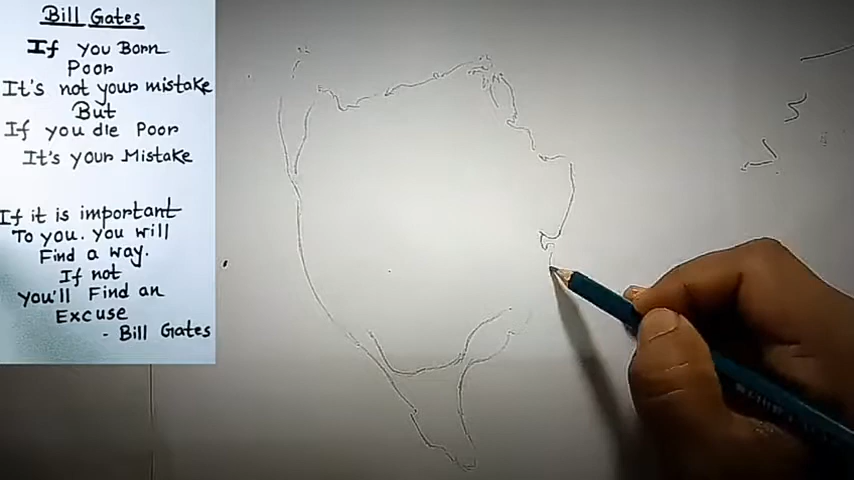 Bill Gates
If you Born
Poor
It's not your mistake
But
If you die Poor
It's your Mistake
If it is important
To you. you will
Find a way.
If not
you'll Find an
Excuse
- Bill Gates